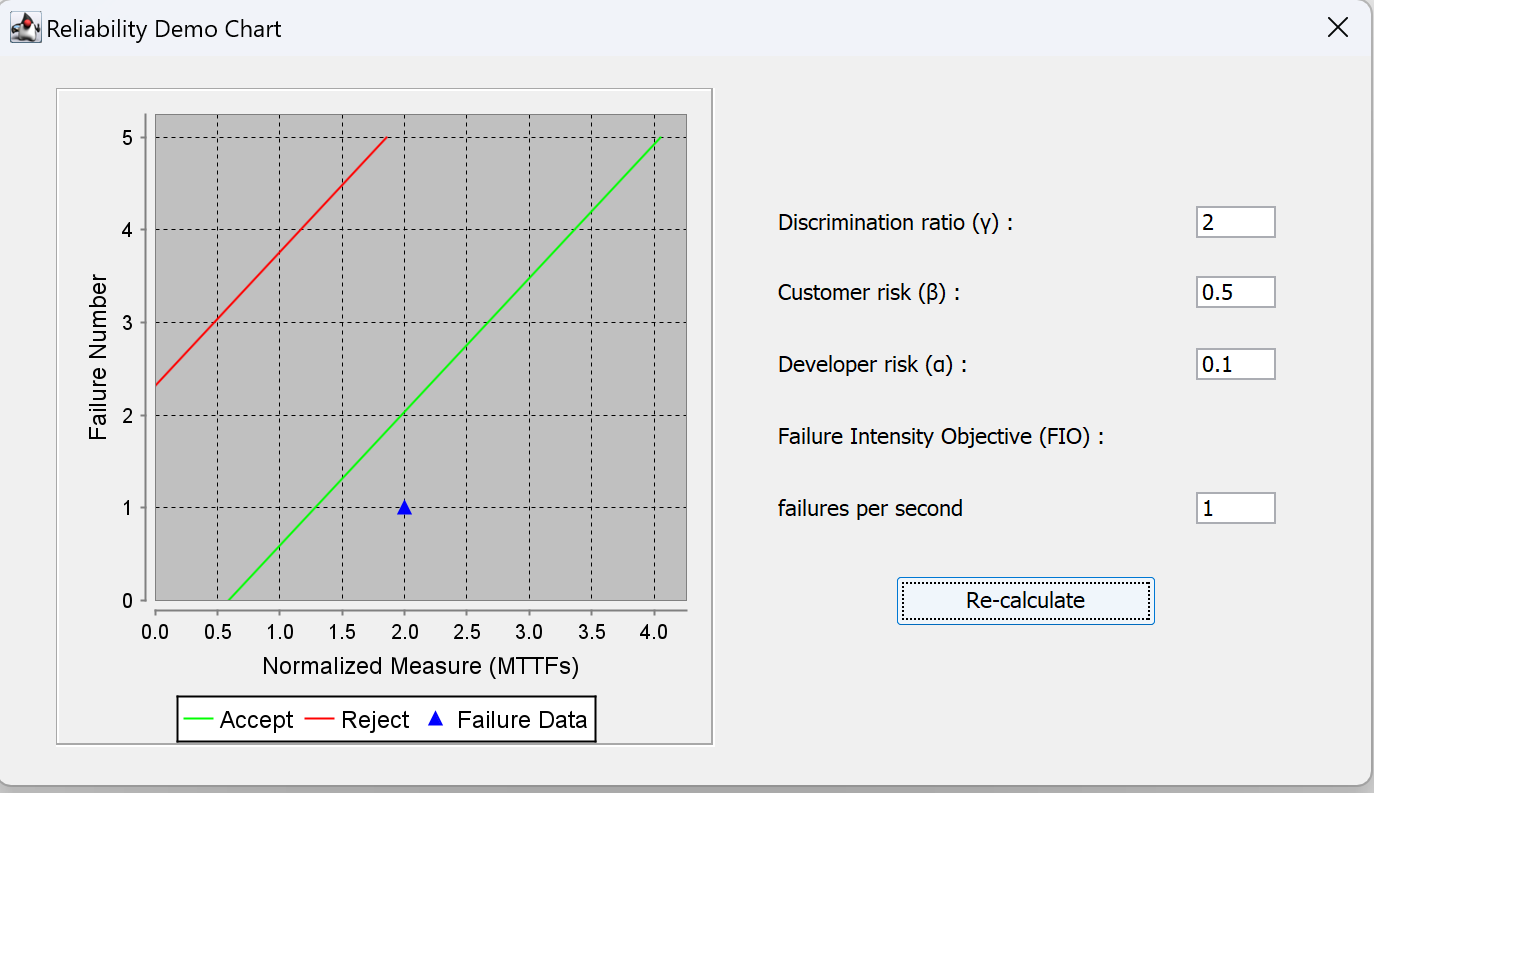 Reliability Demo Chart
5
4
3
2
1
0
Failure Number
0.0 0.5 1.0 1.5 2.0 2.5 3.0 3.5 4.0
Normalized Measure (MTTFs)
Accept Reject Failure Data
Discrimination ratio (γ) : 2
Customer risk (β) : 0.5
Developer risk (α) : 0.1
Failure Intensity Objective (FIO) :
failures per second 1
Re-calculate